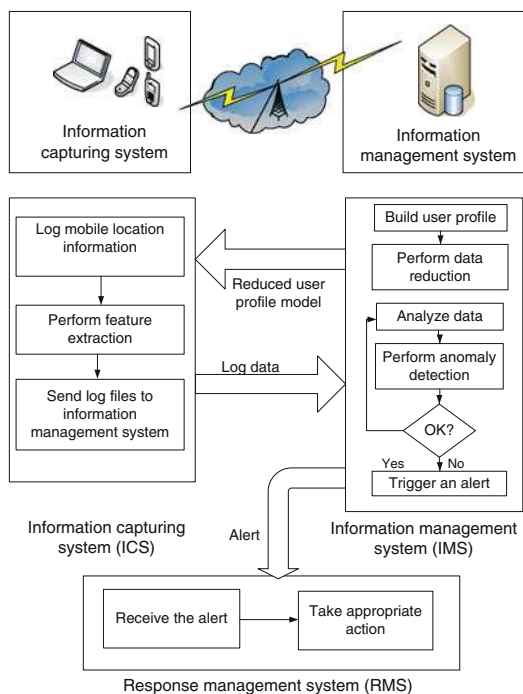 Information
capturing system
Information
management system
Log mobile location
information
Perform feature
extraction
Send log files to
information
management system
Reduced user
profile model
Log data
Build user profile
Perform data
reduction
Analyze data
Perform anomaly
detection
OK?
Yes
No
Trigger an alert
Information capturing
system (ICS)
Alert
Information management
system (IMS)
Receive the alert
Take appropriate
action
Response management system (RMS)